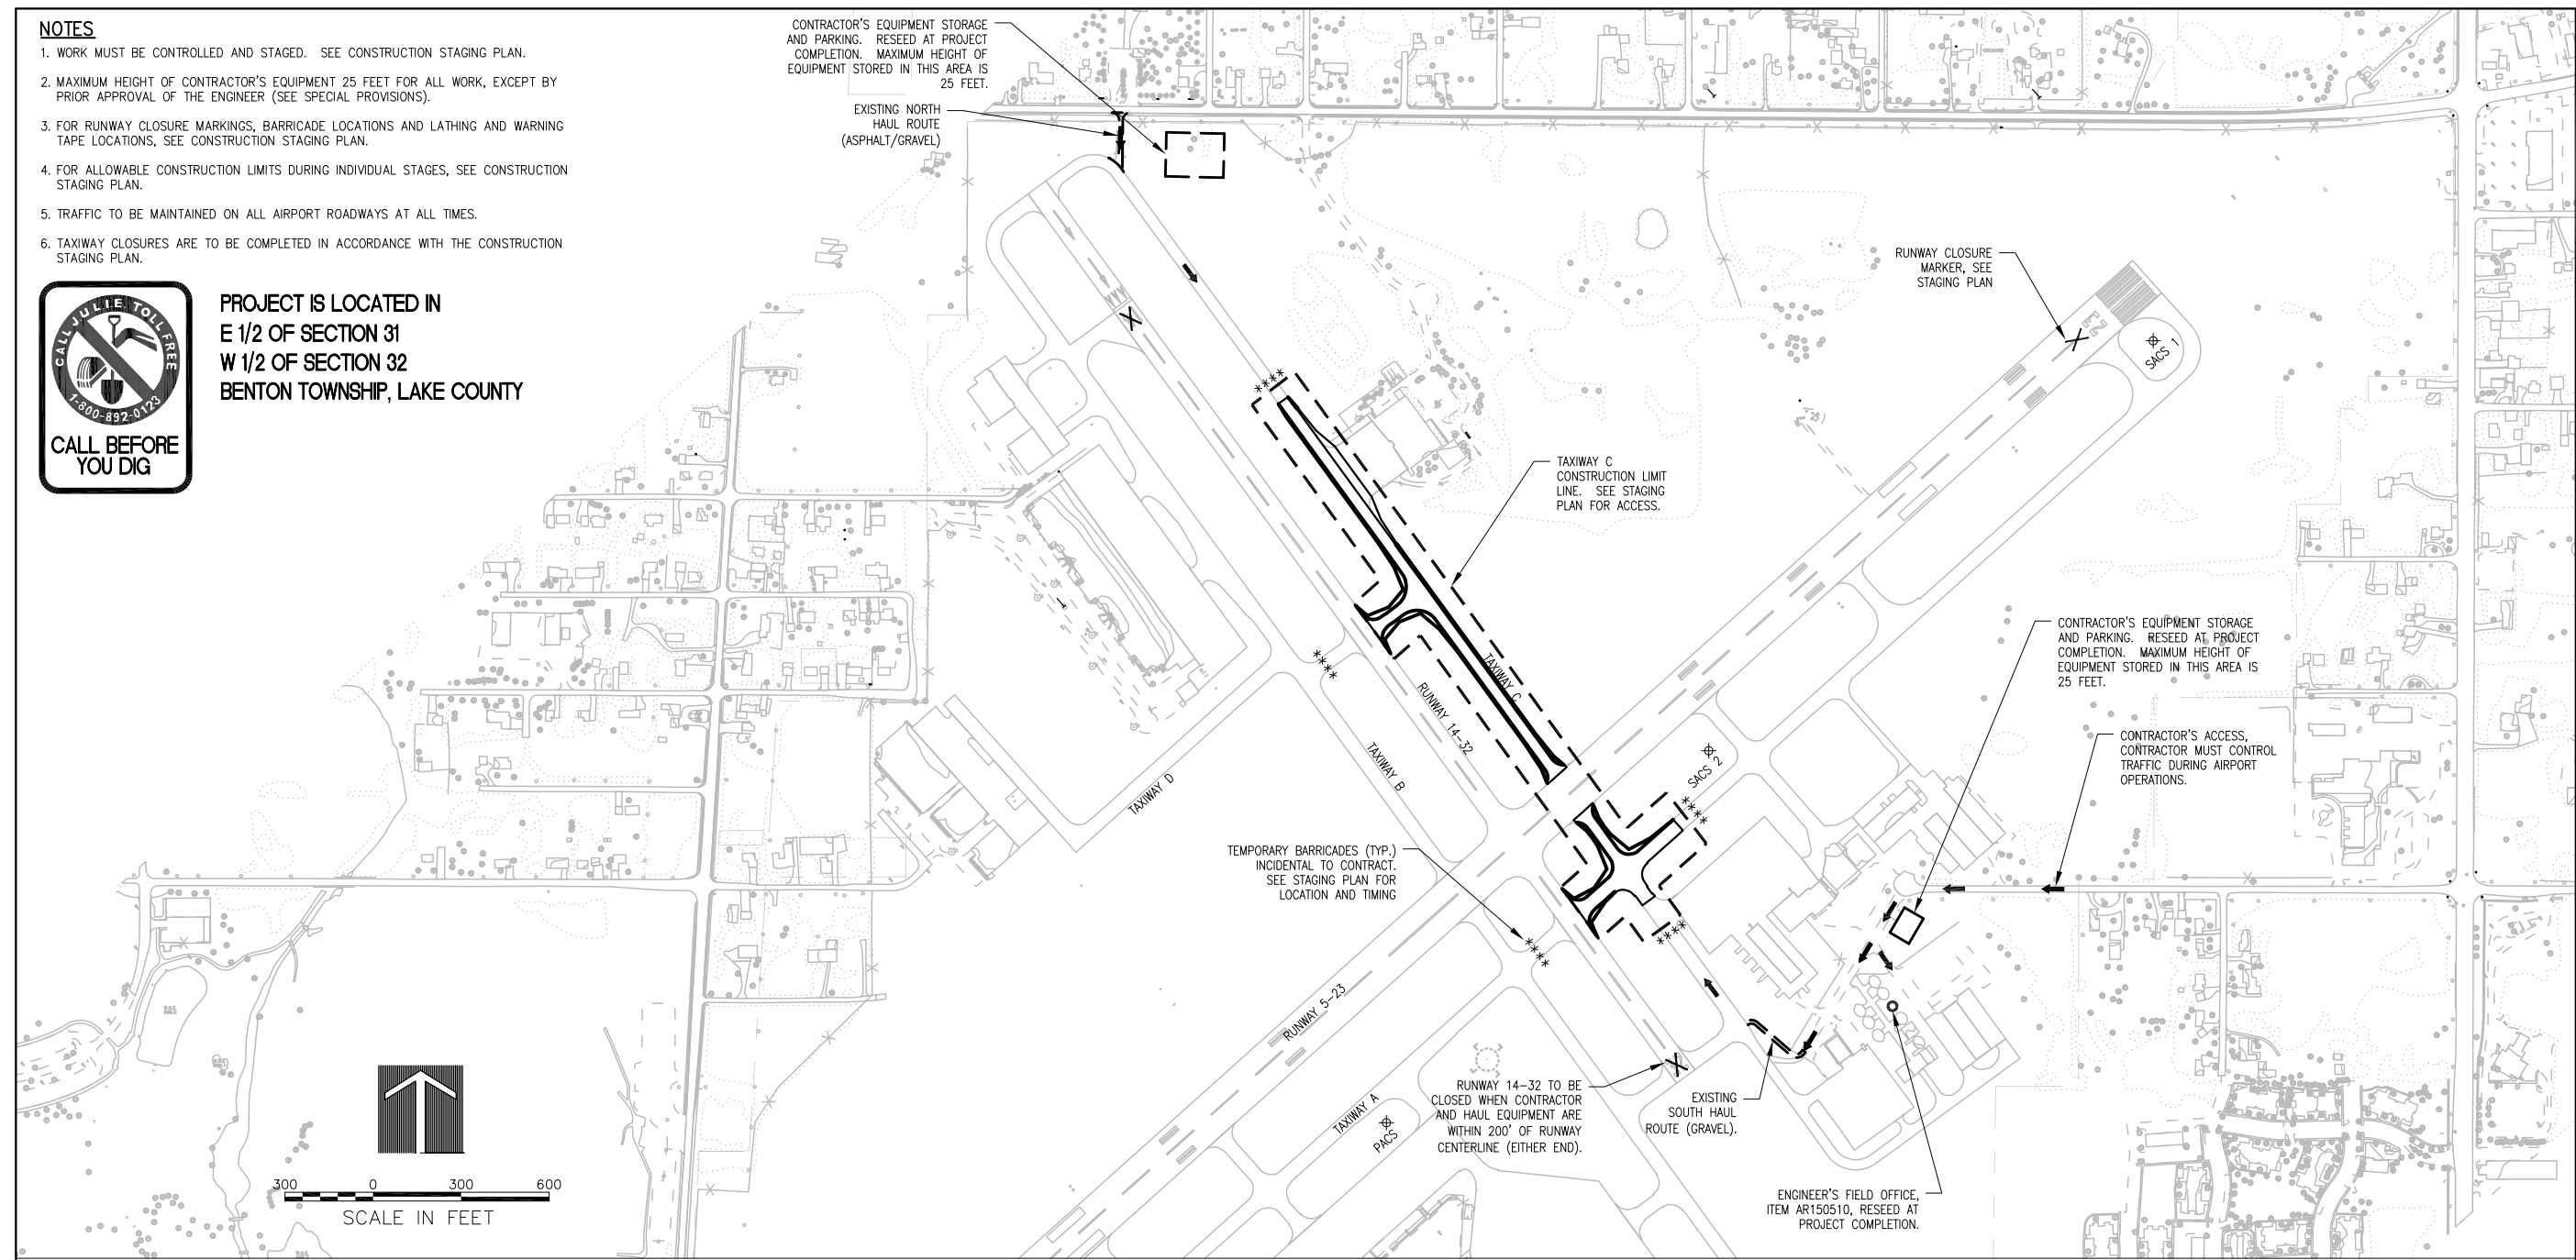 NOTES
1. WORK MUST BE CONTROLLED AND STAGED. SEE CONSTRUCTION STAGING PLAN.
2. MAXIMUM HEIGHT OF CONTRACTOR'S EQUIPMENT 25 FEET FOR ALL WORK, EXCEPT BY
PRIOR APPROVAL OF THE ENGINEER (SEE SPECIAL PROVISIONS).
3. FOR RUNWAY CLOSURE MARKINGS, BARRICADE LOCATIONS AND LATHING AND WARNING
TAPE LOCATIONS, SEE CONSTRUCTION STAGING PLAN.
4. FOR ALLOWABLE CONSTRUCTION LIMITS DURING INDIVIDUAL STAGES, SEE CONSTRUCTION
STAGING PLAN.
5. TRAFFIC TO BE MAINTAINED ON ALL AIRPORT ROADWAYS AT ALL TIMES.
6. TAXIWAY CLOSURES ARE TO BE COMPLETED IN ACCORDANCE WITH THE CONSTRUCTION
STAGING PLAN.
CALL JULIE TOLL FREE
1-800-892-0123
CALL BEFORE
YOU DIG
PROJECT IS LOCATED IN
E 1/2 OF SECTION 31
W 1/2 OF SECTION 32
BENTON TOWNSHIP, LAKE COUNTY
CONTRACTOR'S EQUIPMENT STORAGE
AND PARKING. RESEED AT PROJECT
COMPLETION. MAXIMUM HEIGHT OF
EQUIPMENT STORED IN THIS AREA IS
25 FEET.
EXISTING NORTH
HAUL ROUTE
(ASPHALT/GRAVEL)
RUNWAY CLOSURE
MARKER, SEE
STAGING PLAN
23
SACS 1
TAXIWAY C
CONSTRUCTION LIMIT
LINE. SEE STAGING
PLAN FOR ACCESS.
CONTRACTOR'S EQUIPMENT STORAGE
AND PARKING. RESEED AT PROJECT
COMPLETION. MAXIMUM HEIGHT OF
EQUIPMENT STORED IN THIS AREA IS
25 FEET.
CONTRACTOR'S ACCESS,
CONTRACTOR MUST CONTROL
TRAFFIC DURING AIRPORT
OPERATIONS.
TAXIWAY C
RUNWAY 14-32
TAXIWAY B
TAXIWAY D
SACS 2
TEMPORARY BARRICADES (TYP.)
INCIDENTAL TO CONTRACT.
SEE STAGING PLAN FOR
LOCATION AND TIMING
RUNWAY 5-23
TAXIWAY A
PACS
RUNWAY 14-32 TO BE
CLOSED WHEN CONTRACTOR
AND HAUL EQUIPMENT ARE
WITHIN 200' OF RUNWAY
CENTERLINE (EITHER END).
EXISTING
SOUTH HAUL
ROUTE (GRAVEL).
ENGINEER'S FIELD OFFICE,
ITEM AR150510, RESEED AT
PROJECT COMPLETION.
300 0 300 600
SCALE IN FEET